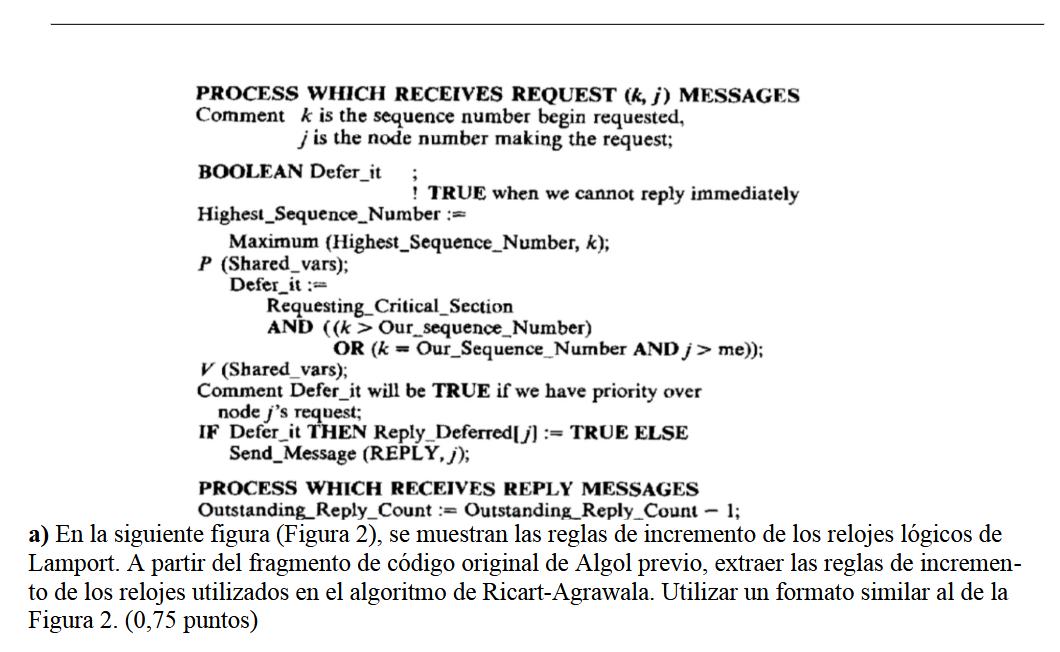 PROCESS WHICH RECEIVES REQUEST (k, j) MESSAGES
Comment k is the sequence number begin requested,
j is the node number making the request;
BOOLEAN Defer_it ;
! TRUE when we cannot reply immediately
Highest_Sequence_Number :=
Maximum (Highest_Sequence_Number, k);
P (Shared_vars);
Defer_it :=
Requesting_Critical_Section
AND ((k > Our_sequence_Number)
OR (k = Our_Sequence_Number AND j > me));
V (Shared_vars);
Comment Defer_it will be TRUE if we have priority over
node j's request;
IF Defer_it THEN Reply_Deferred[j] := TRUE ELSE
Send_Message (REPLY, j);
PROCESS WHICH RECEIVES REPLY MESSAGES
Outstanding_Reply_Count := Outstanding_Reply_Count − 1;
a) En la siguiente figura (Figura 2), se muestran las reglas de incremento de los relojes lógicos de
Lamport. A partir del fragmento de código original de Algol previo, extraer las reglas de incremen-
to de los relojes utilizados en el algoritmo de Ricart-Agrawala. Utilizar un formato similar al de la
Figura 2. (0,75 puntos)